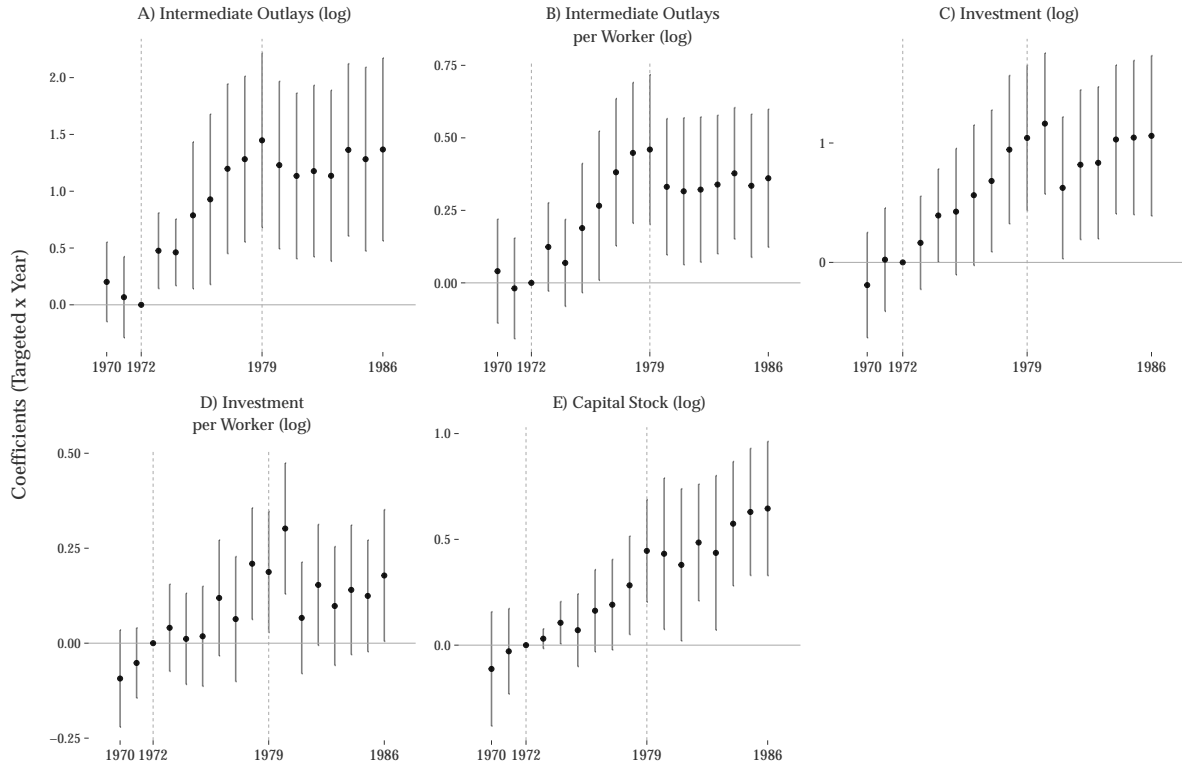 Coefficients (Targeted x Year)
A) Intermediate Outlays (log)
2.0
1.5
1.0
0.5
0.0
1970 1972 1979 1986
B) Intermediate Outlays
per Worker (log)
0.75
0.50
0.25
0.00
1970 1972 1979 1986
C) Investment (log)
1
0
1970 1972 1979 1986
D) Investment
per Worker (log)
0.50
0.25
0.00
−0.25
1970 1972 1979 1986
E) Capital Stock (log)
1.0
0.5
0.0
1970 1972 1979 1986